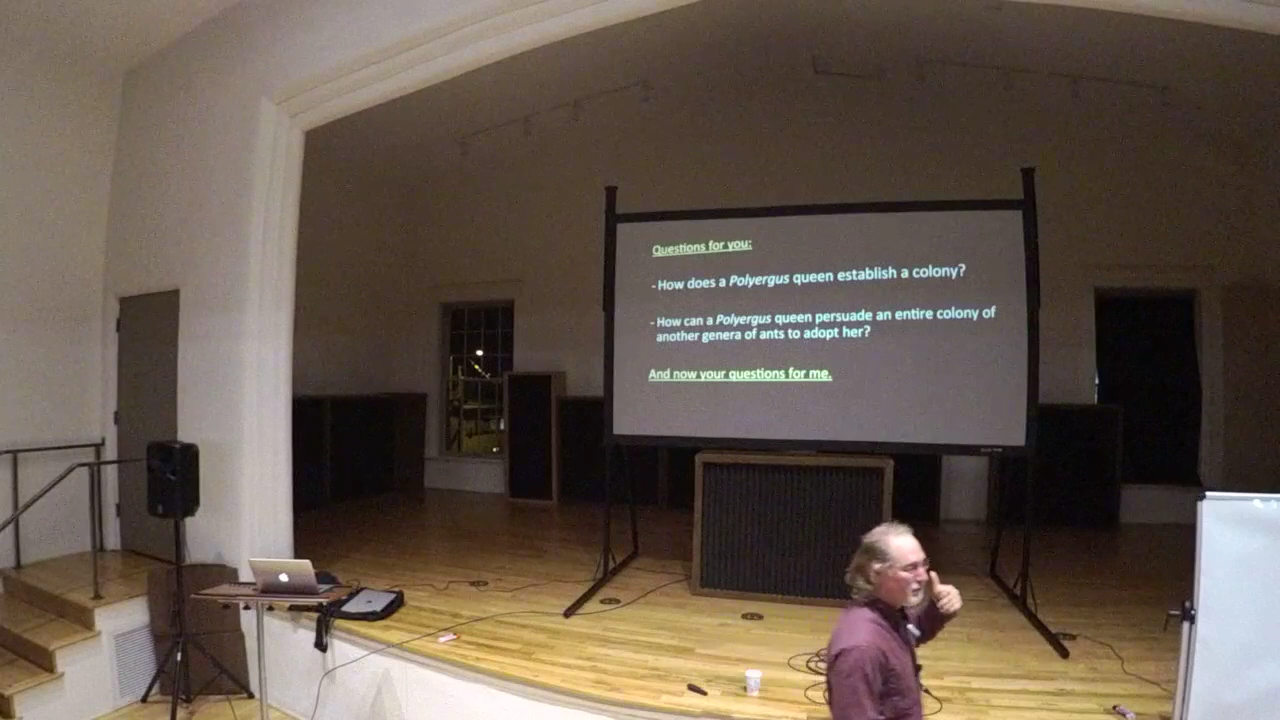 Questions for you:
- How does a Polyergus queen establish a colony?
- How can a Polyergus queen persuade an entire colony of
another genera of ants to adopt her?
And now your questions for me.